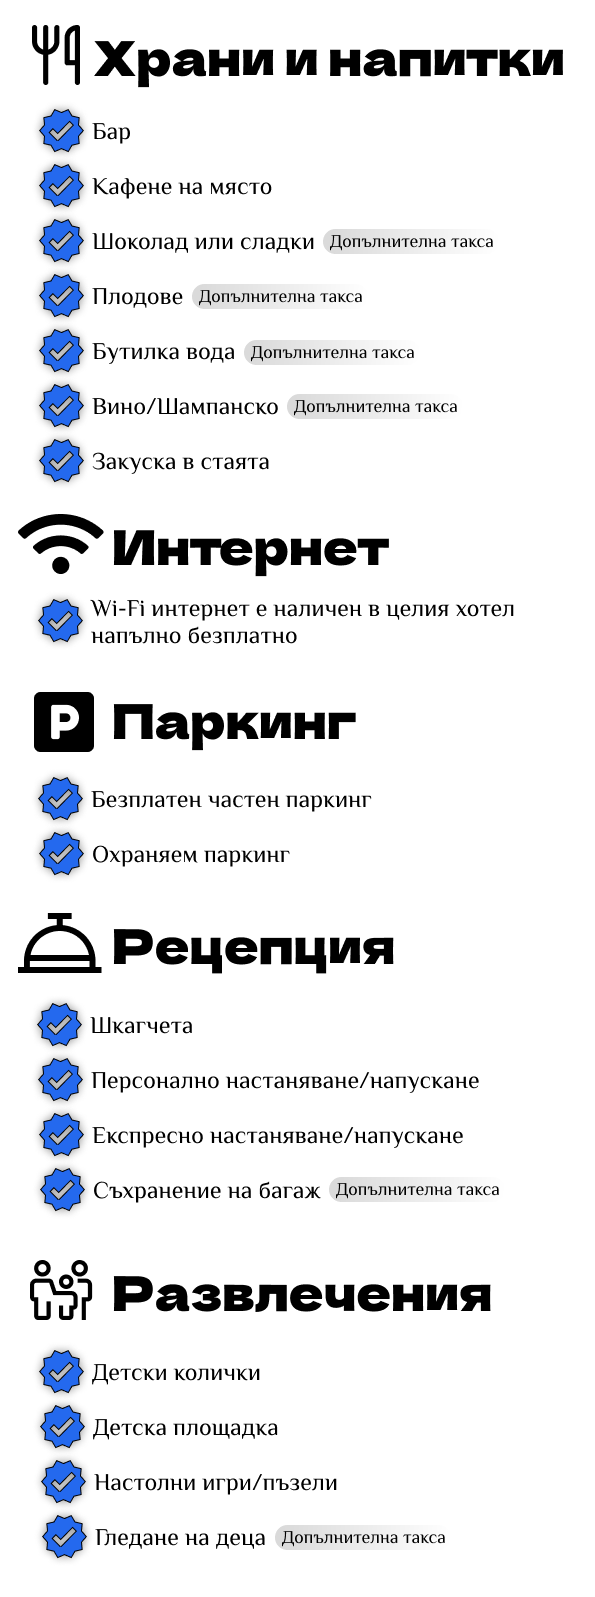 Храни и напитки
Бар
Кафене на място
Шоколад или сладки Допълнителна такса
Плодове Допълнителна такса
Бутилка вода Допълнителна такса
Вино/Шампанско Допълнителна такса
Закуска в стаята
Интернет
Wi-Fi интернет е наличен в целия хотел
напълно безплатно
P Паркинг
Безплатен частен паркинг
Охраняем паркинг
Рецепция
Шкагчета
Персонално настаняване/напускане
Експресно настаняване/напускане
Съхранение на багаж Допълнителна такса
Развлечения
Детски колички
Детска площадка
Настолни игри/пъзели
Гледане на деца Допълнителна такса